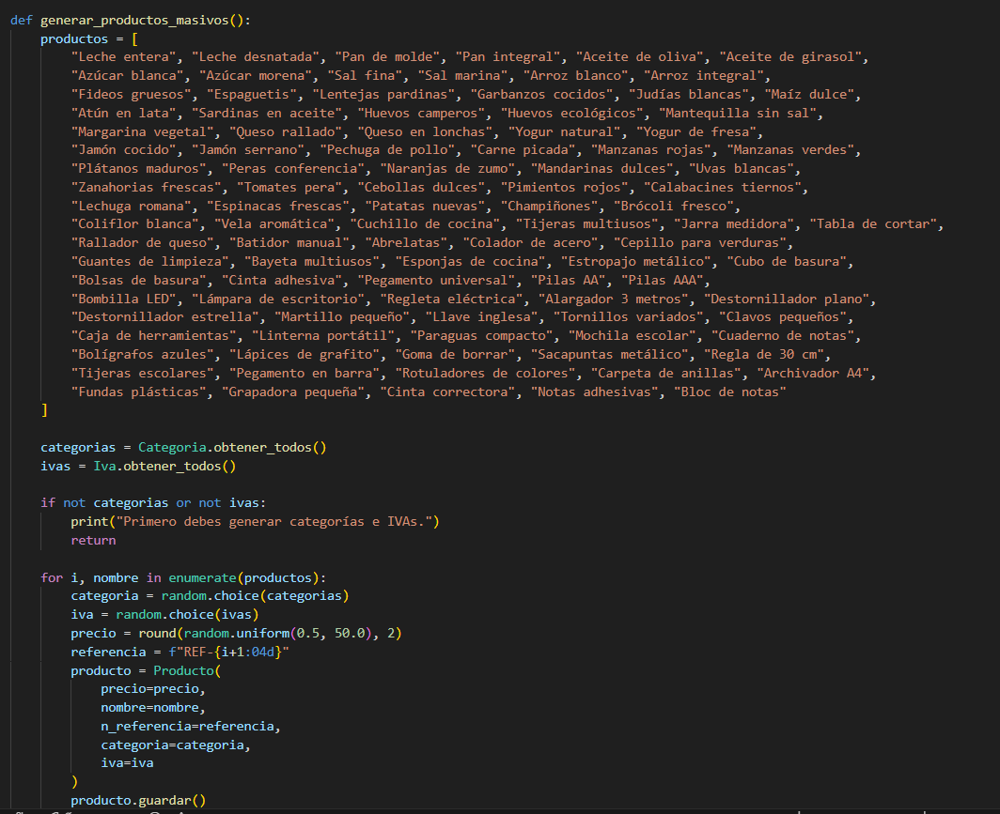 def generar_productos_masivos():
    productos = [
        "Leche entera", "Leche desnatada", "Pan de molde", "Pan integral", "Aceite de oliva", "Aceite de girasol",
        "Azúcar blanca", "Azúcar morena", "Sal fina", "Sal marina", "Arroz blanco", "Arroz integral",
        "Fideos gruesos", "Espaguetis", "Lentejas pardinas", "Garbanzos cocidos", "Judías blancas", "Maíz dulce",
        "Atún en lata", "Sardinas en aceite", "Huevos camperos", "Huevos ecológicos", "Mantequilla sin sal",
        "Margarina vegetal", "Queso rallado", "Queso en lonchas", "Yogur natural", "Yogur de fresa",
        "Jamón cocido", "Jamón serrano", "Pechuga de pollo", "Carne picada", "Manzanas rojas", "Manzanas verdes",
        "Plátanos maduros", "Peras conferencia", "Naranjas de zumo", "Mandarinas dulces", "Uvas blancas",
        "Zanahorias frescas", "Tomates pera", "Cebollas dulces", "Pimientos rojos", "Calabacines tiernos",
        "Lechuga romana", "Espinacas frescas", "Patatas nuevas", "Champiñones", "Brócoli fresco",
        "Coliflor blanca", "Vela aromática", "Cuchillo de cocina", "Tijeras multiusos", "Jarra medidora", "Tabla de cortar",
        "Rallador de queso", "Batidor manual", "Abrelatas", "Colador de acero", "Cepillo para verduras",
        "Guantes de limpieza", "Bayeta multiusos", "Esponjas de cocina", "Estropajo metálico", "Cubo de basura",
        "Bolsas de basura", "Cinta adhesiva", "Pegamento universal", "Pilas AA", "Pilas AAA",
        "Bombilla LED", "Lámpara de escritorio", "Regleta eléctrica", "Alargador 3 metros", "Destornillador plano",
        "Destornillador estrella", "Martillo pequeño", "Llave inglesa", "Tornillos variados", "Clavos pequeños",
        "Caja de herramientas", "Linterna portátil", "Paraguas compacto", "Mochila escolar", "Cuaderno de notas",
        "Bolígrafos azules", "Lápices de grafito", "Goma de borrar", "Sacapuntas metálico", "Regla de 30 cm",
        "Tijeras escolares", "Pegamento en barra", "Rotuladores de colores", "Carpeta de anillas", "Archivador A4",
        "Fundas plásticas", "Grapadora pequeña", "Cinta correctora", "Notas adhesivas", "Bloc de notas"
    ]

    categorias = Categoria.obtener_todos()
    ivas = Iva.obtener_todos()

    if not categorias or not ivas:
        print("Primero debes generar categorías e IVAs.")
        return

    for i, nombre in enumerate(productos):
        categoria = random.choice(categorias)
        iva = random.choice(ivas)
        precio = round(random.uniform(0.5, 50.0), 2)
        referencia = f"REF-{i+1:04d}"
        producto = Producto(
            precio=precio,
            nombre=nombre,
            n_referencia=referencia,
            categoria=categoria,
            iva=iva
        )
        producto.guardar()